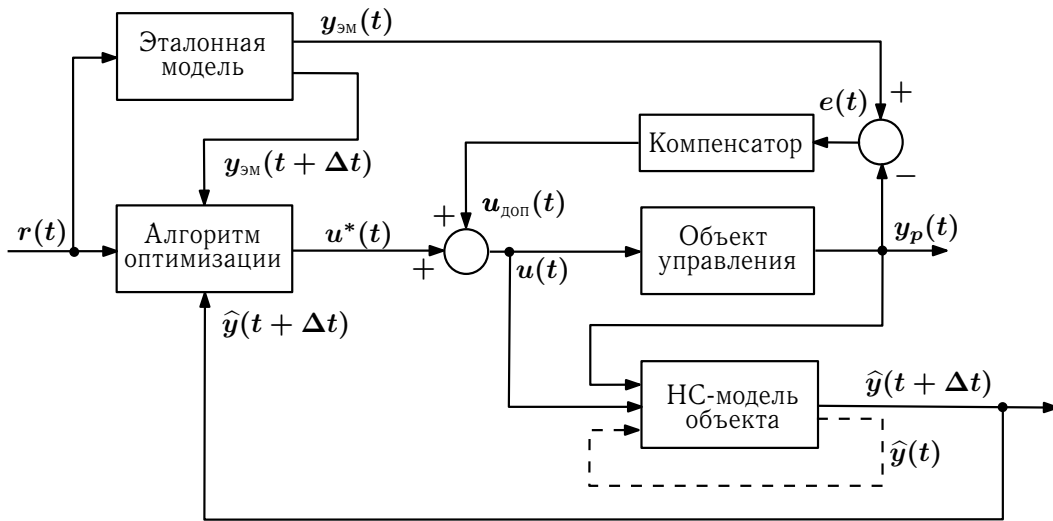 y_эм(t)
Эталонная
модель
+
e(t)
Компенсатор
y_эм(t + Δt)
−
u_доп(t)
+
r(t)
Алгоритм
оптимизации
u*(t)
+
u(t)
Объект
управления
y_p(t)
ŷ(t + Δt)
НС-модель
объекта
ŷ(t + Δt)
ŷ(t)